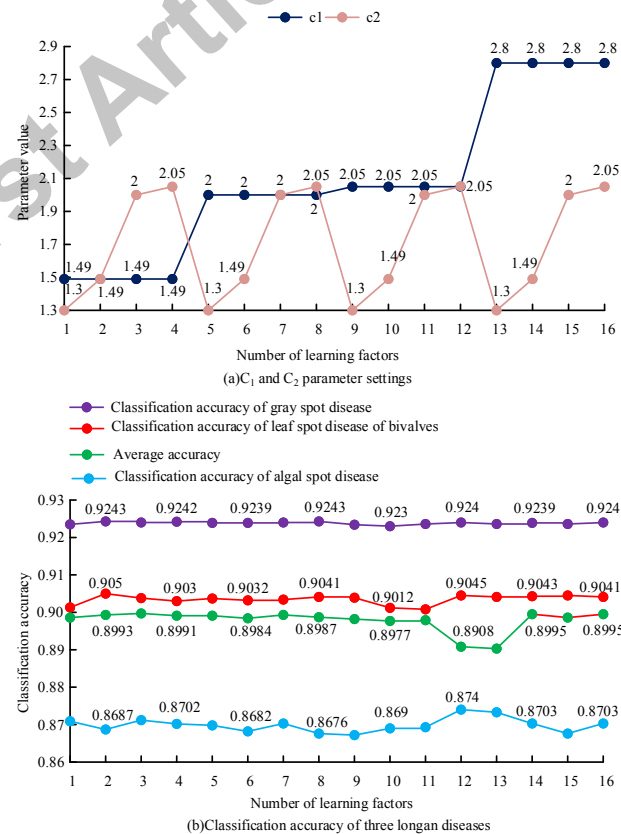 c1 c2
2.9
2.7
2.5
2.3
2.1
1.9
1.7
1.5
1.3
Parameter value
2.8 2.8 2.8 2.8
2 2.05 2 2 2 2.05 2.05 2.05 2.05 2.05 2 2.05
2 2
1.49 1.49 1.49 1.49 1.49
1.3 1.49 1.49 1.3 1.3 1.3
1 2 3 4 5 6 7 8 9 10 11 12 13 14 15 16
Number of learning factors
(a)C₁ and C₂ parameter settings
Classification accuracy of gray spot disease
Classification accuracy of leaf spot disease of bivalves
Average accuracy
Classification accuracy of algal spot disease
0.93
0.92
0.91
0.90
0.89
0.88
0.87
0.86
Classification accuracy
0.9243 0.9242 0.9239 0.9243 0.923 0.924 0.9239 0.924
0.905 0.903 0.9032 0.9041 0.9012 0.9045 0.9043 0.9041
0.8993 0.8991 0.8984 0.8987 0.8977 0.8908 0.8995 0.8995
0.8687 0.8702 0.8682 0.8676 0.869 0.874 0.8703 0.8703
1 2 3 4 5 6 7 8 9 10 11 12 13 14 15 16
Number of learning factors
(b)Classification accuracy of three longan diseases